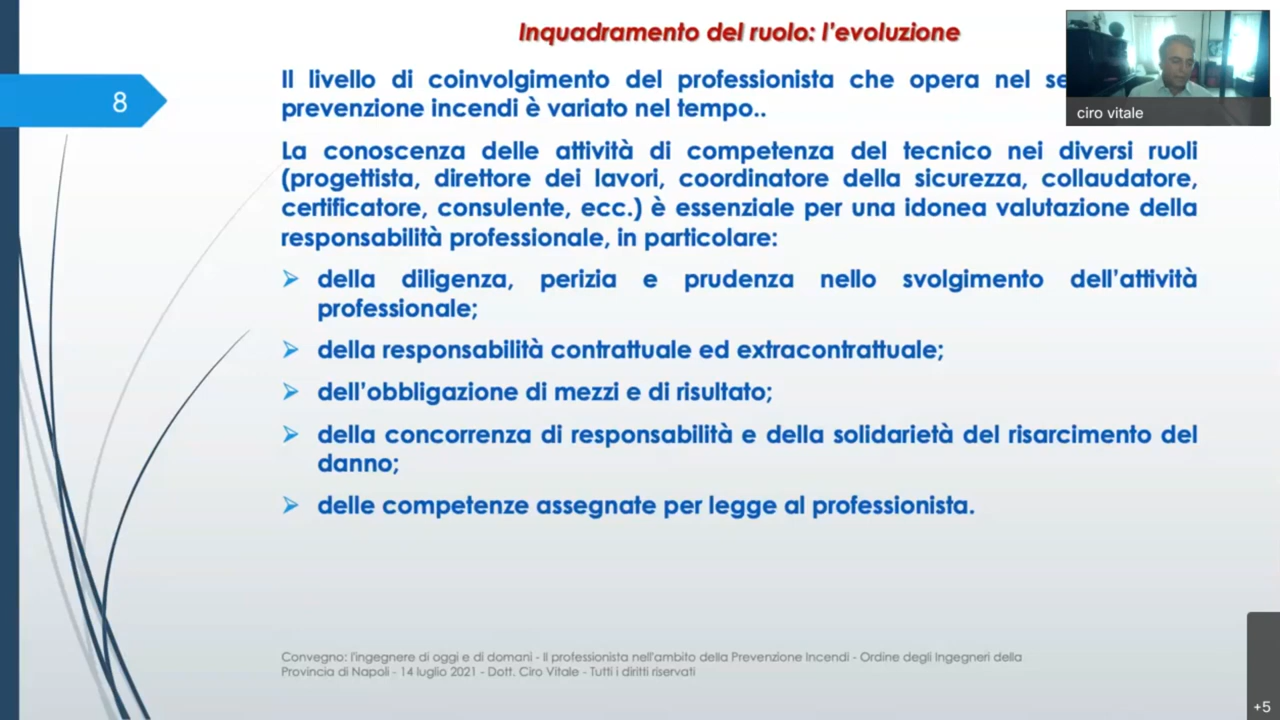 Inquadramento del ruolo: l'evoluzione
8
Il livello di coinvolgimento del professionista che opera nel
prevenzione incendi è variato nel tempo..
La conoscenza delle attività di competenza del tecnico nei diversi ruoli
(progettista, direttore dei lavori, coordinatore della sicurezza, collaudatore,
certificatore, consulente, ecc.) è essenziale per una idonea valutazione della
responsabilità professionale, in particolare:
della diligenza, perizia e prudenza nello svolgimento dell'attività
professionale;
della responsabilità contrattuale ed extracontrattuale;
dell'obbligazione di mezzi e di risultato;
della concorrenza di responsabilità e della solidarietà del risarcimento del
danno;
delle competenze assegnate per legge al professionista.
Convegno: l'ingegnere di oggi e di domani - Il professionista nell'ambito della Prevenzione Incendi - Ordine degli Ingegneri della
Provincia di Napoli - 14 luglio 2021 - Dott. Ciro Vitale - Tutti i diritti riservati
ciro vitale
+5